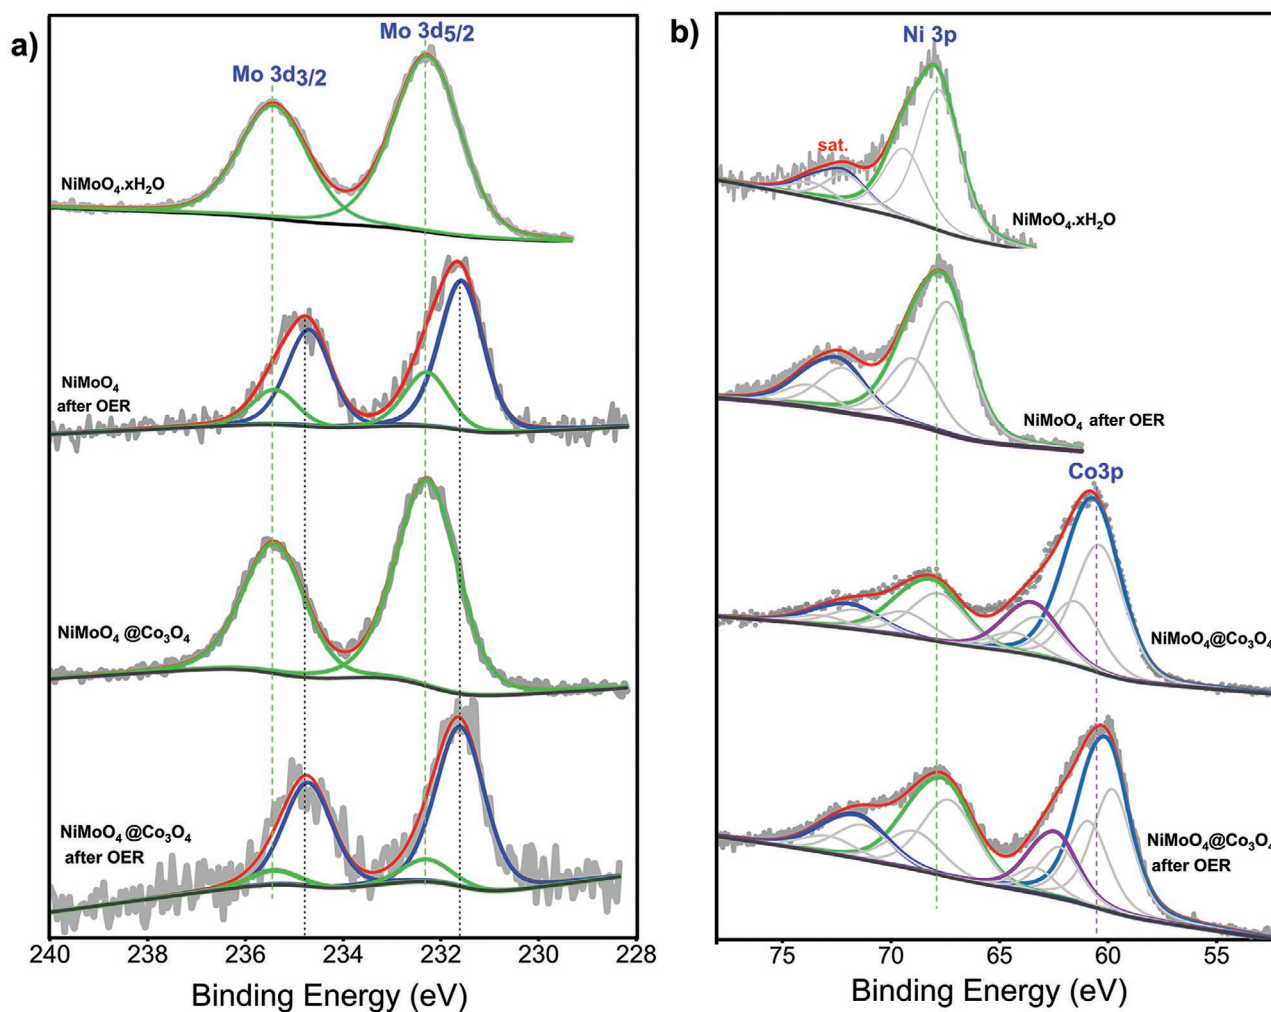 a)
Mo 3d3/2
Mo 3d5/2
NiMoO4.xH2O
NiMoO4
after OER
NiMoO4 @Co3O4
NiMoO4 @Co3O4
after OER
240 238 236 234 232 230 228
Binding Energy (eV)
b)
Ni 3p
sat.
NiMoO4.xH2O
NiMoO4 after OER
Co3p
NiMoO4@Co3O4
NiMoO4@Co3O4
after OER
75 70 65 60 55
Binding Energy (eV)